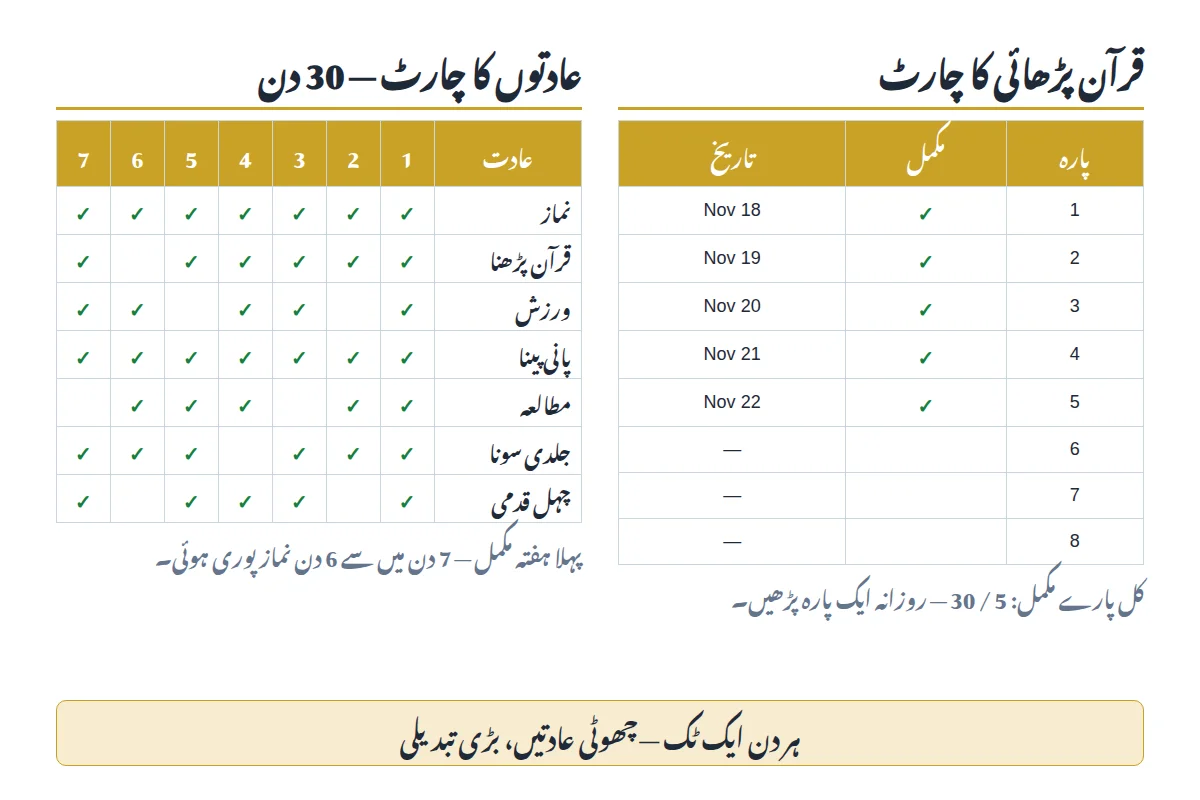 قرآن پڑھائی کا چارٹ
پارہ مکمل تاریخ
1 ✓ Nov 18
2 ✓ Nov 19
3 ✓ Nov 20
4 ✓ Nov 21
5 ✓ Nov 22
6 —
7 —
8 —
کل پارے مکمل: 5 / 30 — روزانہ ایک پارہ پڑھیں۔
عادتوں کا چارٹ — 30 دن
عادت 1 2 3 4 5 6 7
نماز ✓ ✓ ✓ ✓ ✓ ✓ ✓
قرآن پڑھنا ✓ ✓ ✓ ✓ ✓ ✓
ورزش ✓ ✓ ✓ ✓ ✓
پانی پینا ✓ ✓ ✓ ✓ ✓ ✓ ✓
مطالعہ ✓ ✓ ✓ ✓ ✓
جلدی سونا ✓ ✓ ✓ ✓ ✓ ✓
چہل قدمی ✓ ✓ ✓ ✓ ✓
پہلا ہفتہ مکمل — 7 دن میں سے 6 دن نماز پوری ہوئی۔
ہر دن ایک ٹک — چھوٹی عادتیں، بڑی تبدیلی